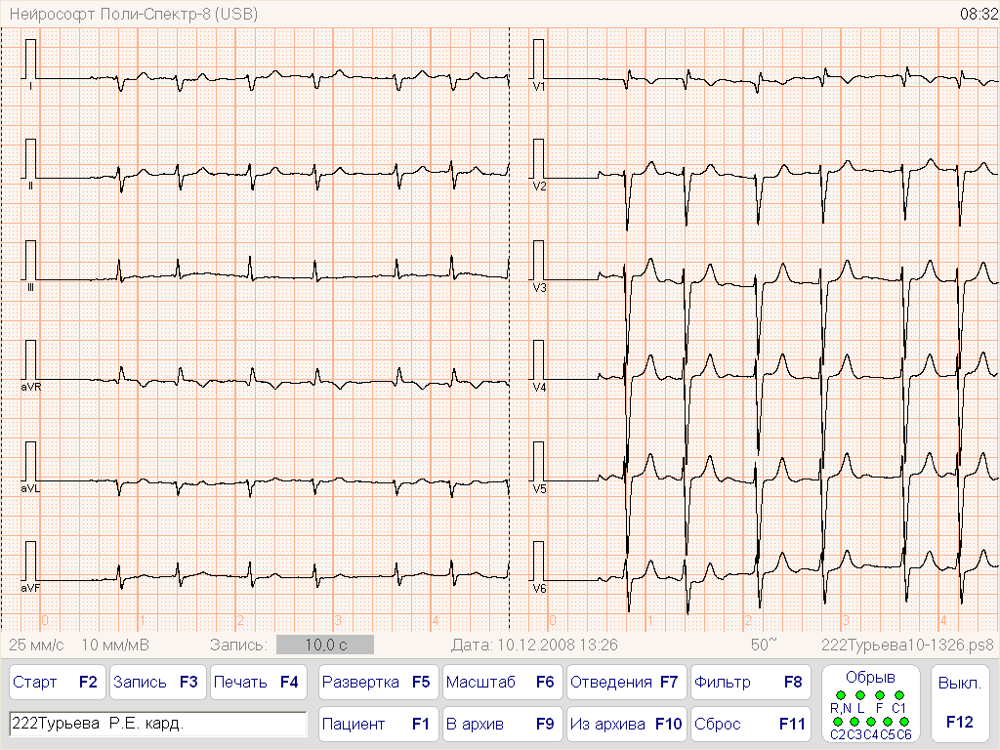 Нейрософт Поли-Спектр-8 (USB) 08:32
I V1
II V2
III V3
aVR V4
aVL V5
aVF V6
0 1 2 3 4 0 1 2 3 4
25 мм/с 10 мм/мВ Запись: 10,0 с Дата: 10.12.2008 13:26 50~ 222Турьева10-1326.ps8
Старт F2 Запись F3 Печать F4 Развертка F5 Масштаб F6 Отведения F7 Фильтр F8 Обрыв Выкл.
R,N L F C1
222Турьева Р.Е. кард. Пациент F1 В архив F9 Из архива F10 Сброс F11 C2C3C4C5C6 F12